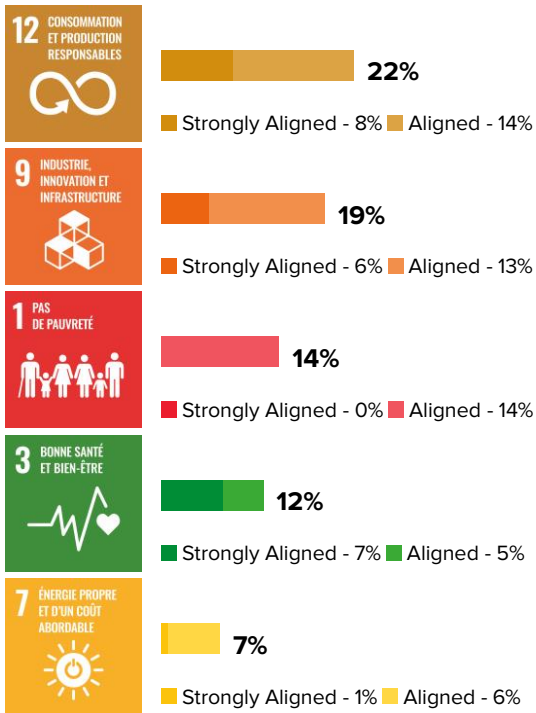 12 CONSOMMATION
ET PRODUCTION
RESPONSABLES
22%
Strongly Aligned - 8% Aligned - 14%
9 INDUSTRIE,
INNOVATION ET
INFRASTRUCTURE
19%
Strongly Aligned - 6% Aligned - 13%
1 PAS
DE PAUVRETÉ
14%
Strongly Aligned - 0% Aligned - 14%
3 BONNE SANTÉ
ET BIEN-ÊTRE
12%
Strongly Aligned - 7% Aligned - 5%
7 ÉNERGIE PROPRE
ET D'UN COÛT
ABORDABLE
7%
Strongly Aligned - 1% Aligned - 6%